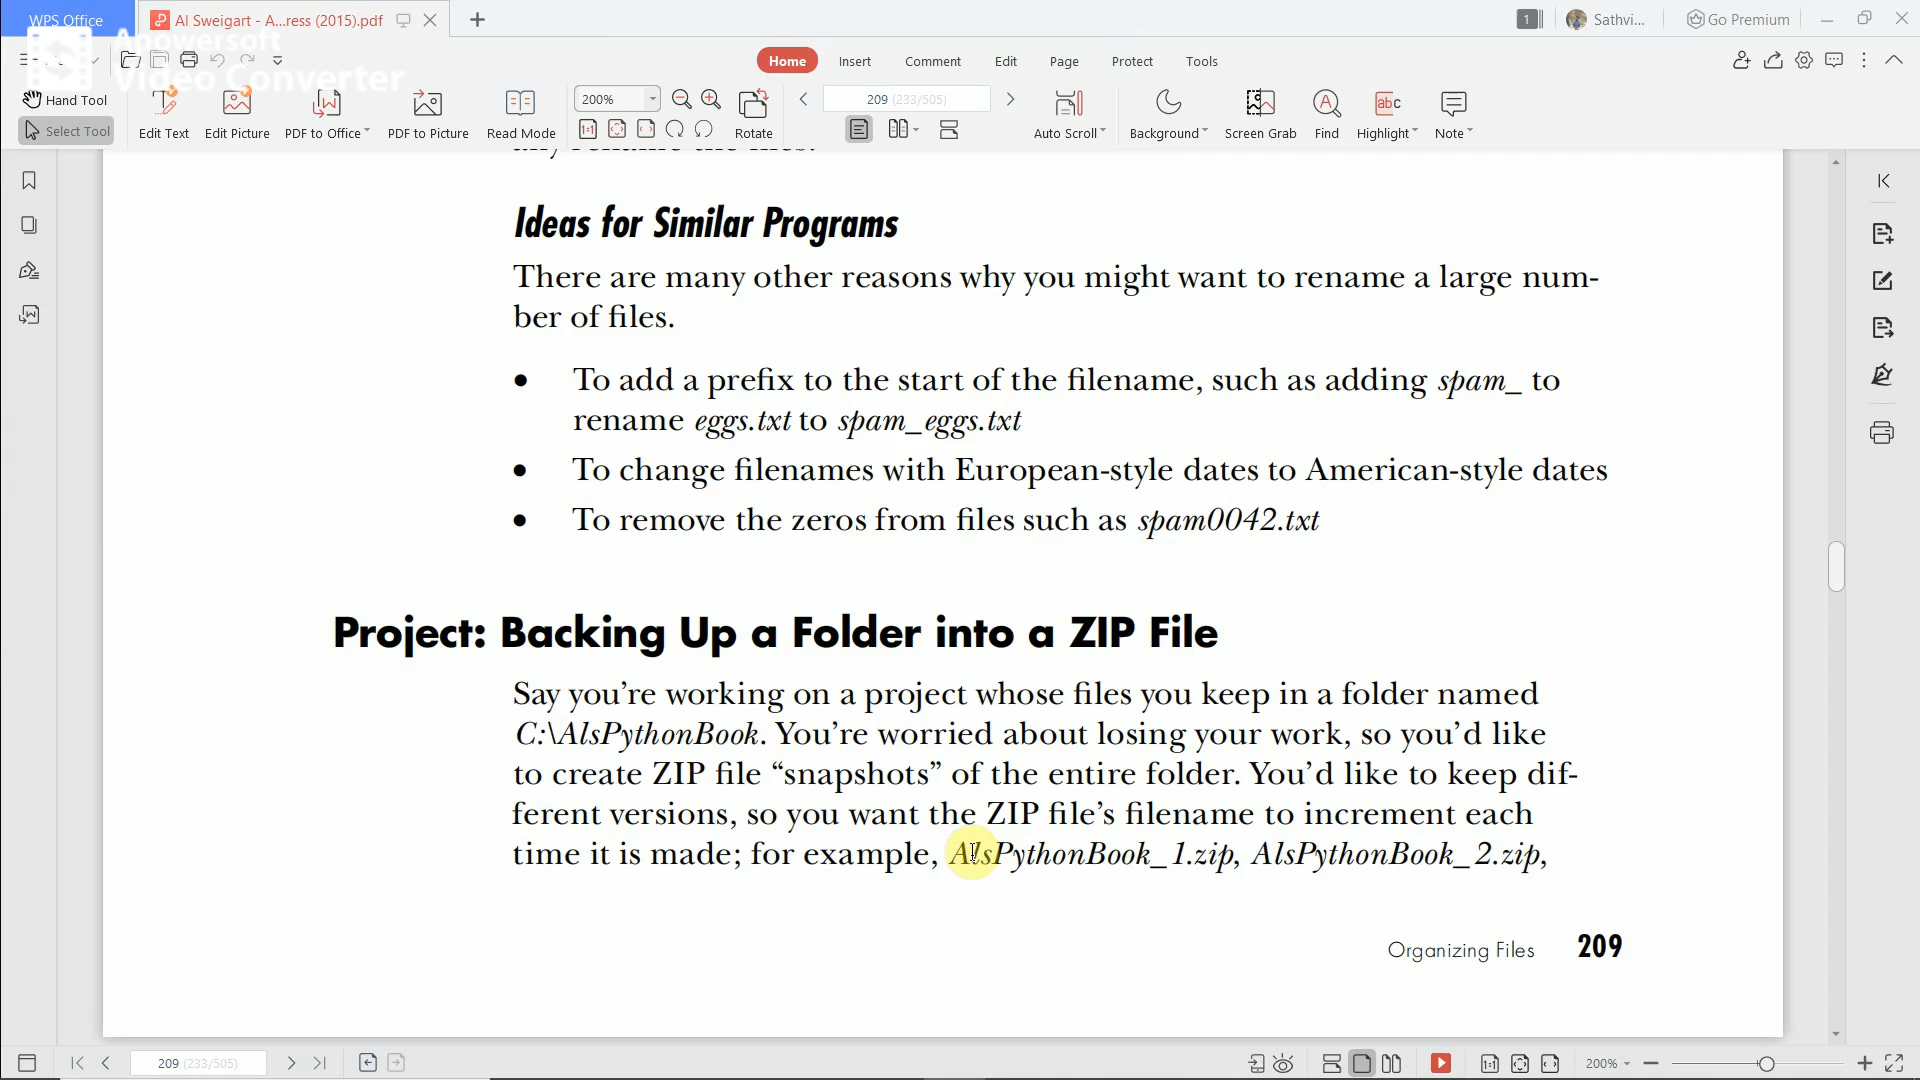 WPS Office
Al Sweigart - A...ress (2015).pdf
1
Sathvi...
Go Premium
Apowersoft
Video Converter
Home
Insert
Comment
Edit
Page
Protect
Tools
Hand Tool
Select Tool
Edit Text
Edit Picture
PDF to Office
PDF to Picture
Read Mode
200%
Rotate
209 (233/505)
Auto Scroll
Background
Screen Grab
Find
Highlight
Note
Ideas for Similar Programs
There are many other reasons why you might want to rename a large num-
ber of files.
• To add a prefix to the start of the filename, such as adding spam_ to
rename eggs.txt to spam_eggs.txt
• To change filenames with European-style dates to American-style dates
• To remove the zeros from files such as spam0042.txt
Project: Backing Up a Folder into a ZIP File
Say you’re working on a project whose files you keep in a folder named
C:\AlsPythonBook. You’re worried about losing your work, so you’d like
to create ZIP file “snapshots” of the entire folder. You’d like to keep dif-
ferent versions, so you want the ZIP file’s filename to increment each
time it is made; for example, AlsPythonBook_1.zip, AlsPythonBook_2.zip,
Organizing Files 209
209 (233/505)
200%